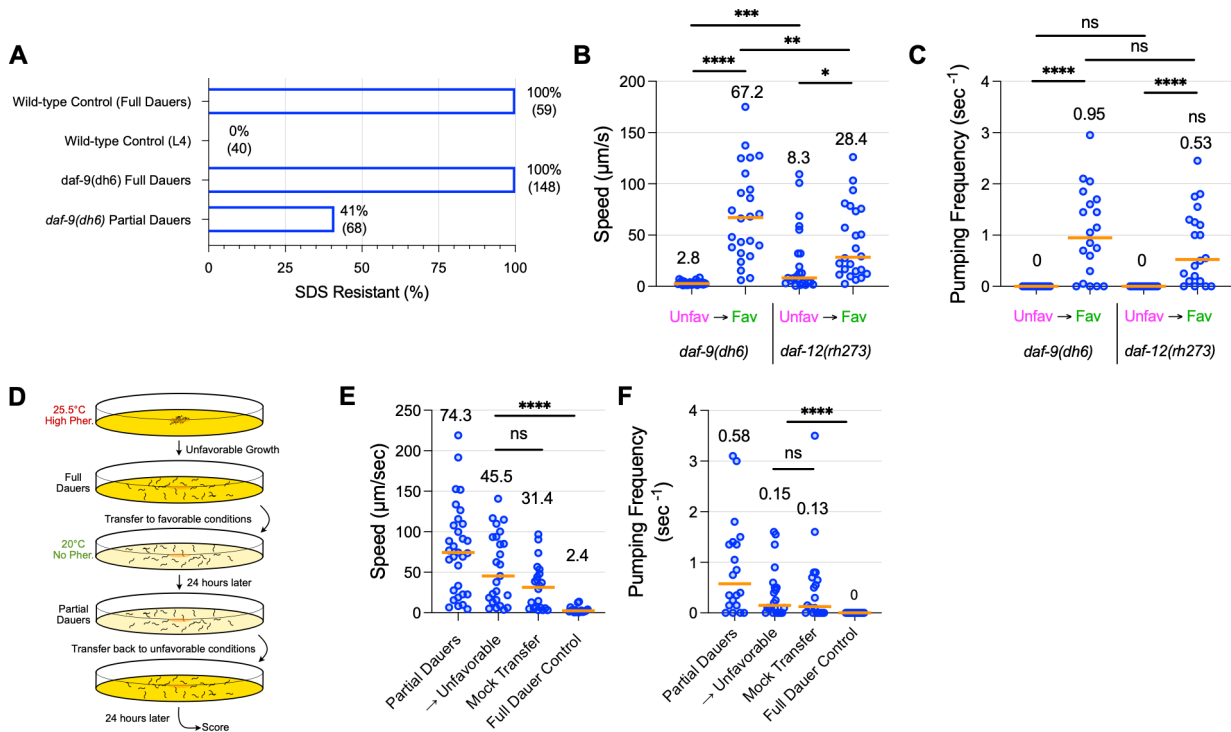 A
Wild-type Control (Full Dauers)
100%
(59)
Wild-type Control (L4)
0%
(40)
daf-9(dh6) Full Dauers
100%
(148)
daf-9(dh6) Partial Dauers
41%
(68)
0 25 50 75 100
SDS Resistant (%)
B
***
**
****
*
Speed (µm/s)
200
150
100
50
0
2.8
67.2
8.3
28.4
Unfav → Fav
Unfav → Fav
daf-9(dh6)
daf-12(rh273)
C
ns
ns
****
****
ns
Pumping Frequency (sec⁻¹)
4
3
2
1
0
0
0.95
0
0.53
Unfav → Fav
Unfav → Fav
daf-9(dh6)
daf-12(rh273)
D
25.5°C
High Pher.
Unfavorable Growth
Full
Dauers
Transfer to favorable conditions
20°C
No Pher.
24 hours later
Partial
Dauers
Transfer back to unfavorable conditions
24 hours later
Score
E
****
ns
Speed (µm/sec)
250
200
150
100
50
0
74.3
45.5
31.4
2.4
Partial Dauers
→ Unfavorable
Mock Transfer
Full Dauer Control
F
****
ns
Pumping Frequency
(sec⁻¹)
4
3
2
1
0
0.58
0.15
0.13
0
Partial Dauers
→ Unfavorable
Mock Transfer
Full Dauer Control